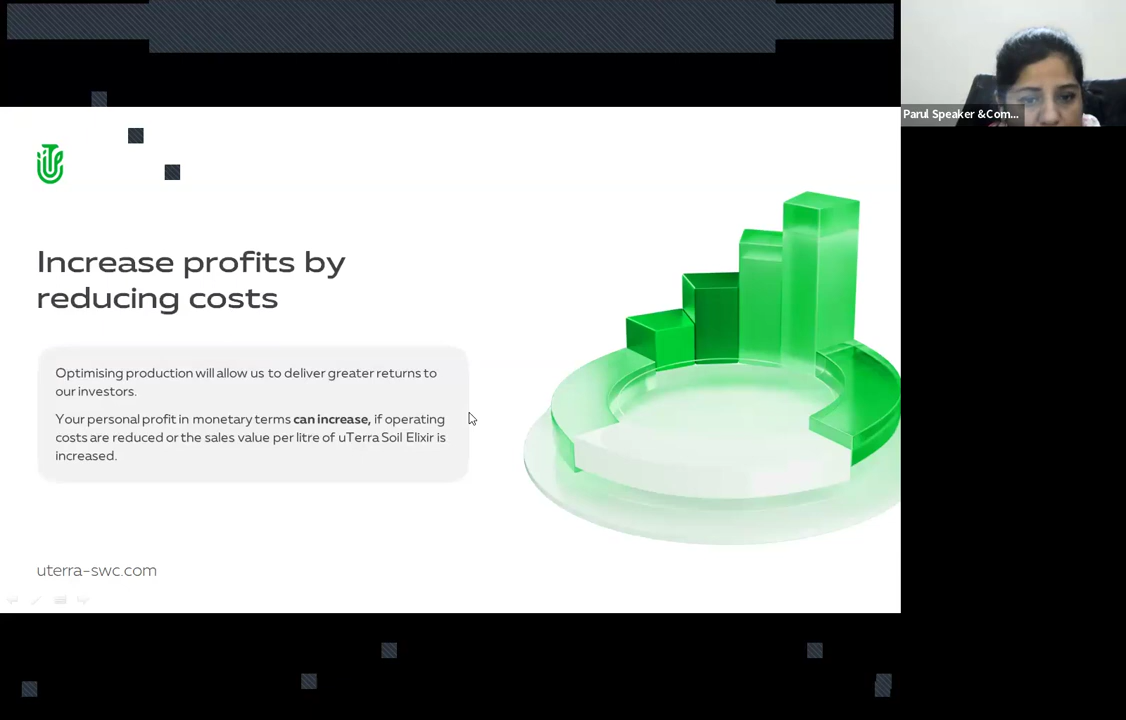 Parul Speaker &Com...
Increase profits by
reducing costs
Optimising production will allow us to deliver greater returns to
our investors.
Your personal profit in monetary terms can increase, if operating
costs are reduced or the sales value per litre of uTerra Soil Elixir is
increased.
uterra-swc.com